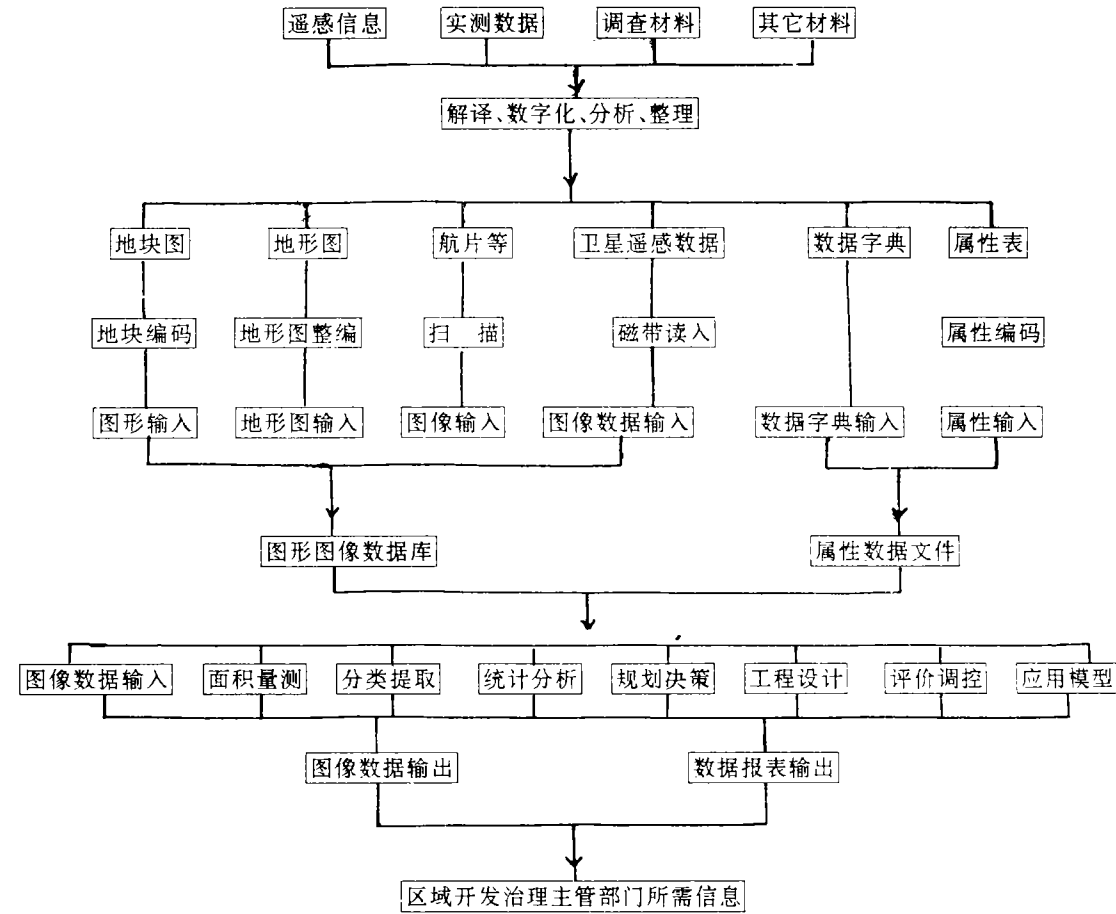 遥感信息 实测数据 调查材料 其它材料
解译、数字化、分析、整理
地块图 地形图 航片等 卫星遥感数据 数据字典 属性表
地块编码 地形图整编 扫 描 磁带读入 属性编码
图形输入 地形图输入 图像输入 图像数据输入 数据字典输入 属性输入
图形图像数据库 属性数据文件
图像数据输入 面积量测 分类提取 统计分析 规划决策 工程设计 评价调控 应用模型
图像数据输出 数据报表输出
区域开发治理主管部门所需信息